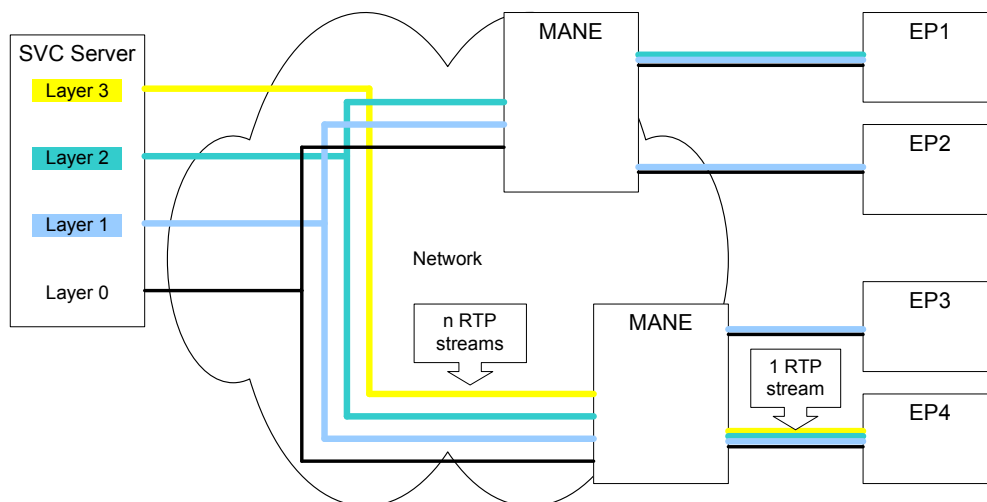 SVC Server
Layer 3
Layer 2
Layer 1
Layer 0
MANE
EP1
EP2
Network
n RTP
streams
MANE
EP3
1 RTP
stream
EP4